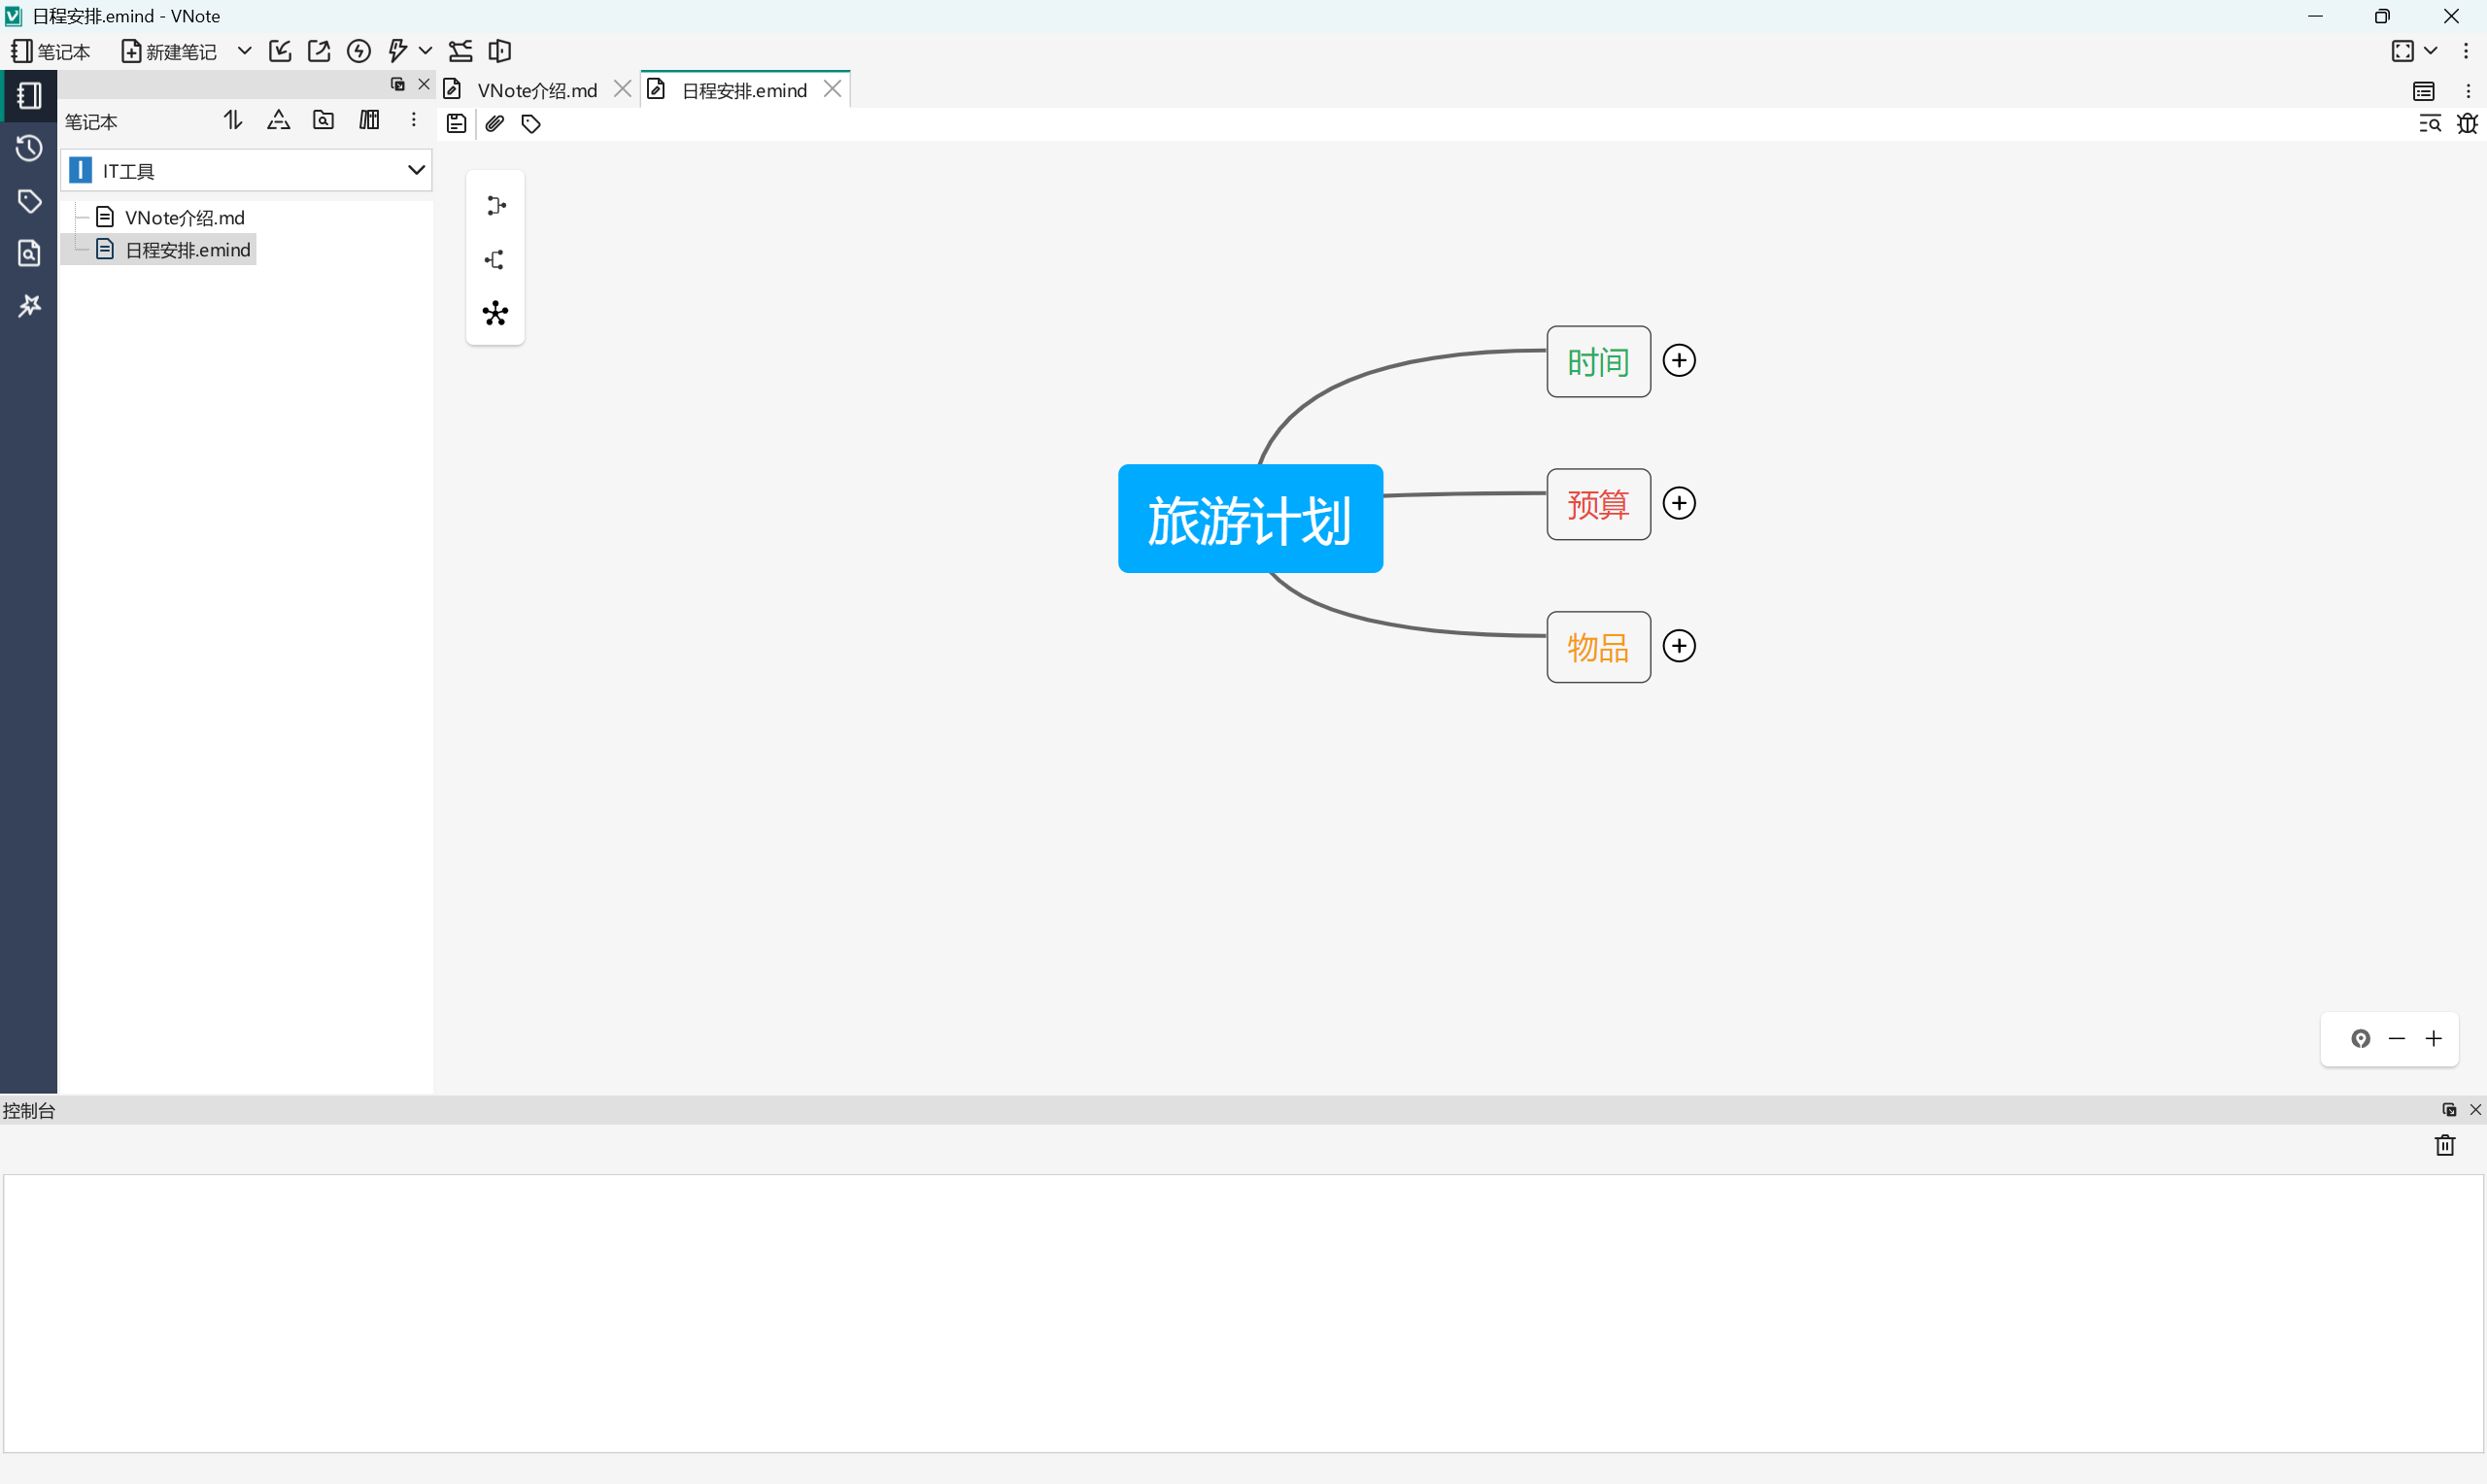 日程安排.emind - VNote
笔记本
新建笔记
VNote介绍.md
日程安排.emind
笔记本
IT工具
VNote介绍.md
日程安排.emind
时间
旅游计划
预算
物品
控制台